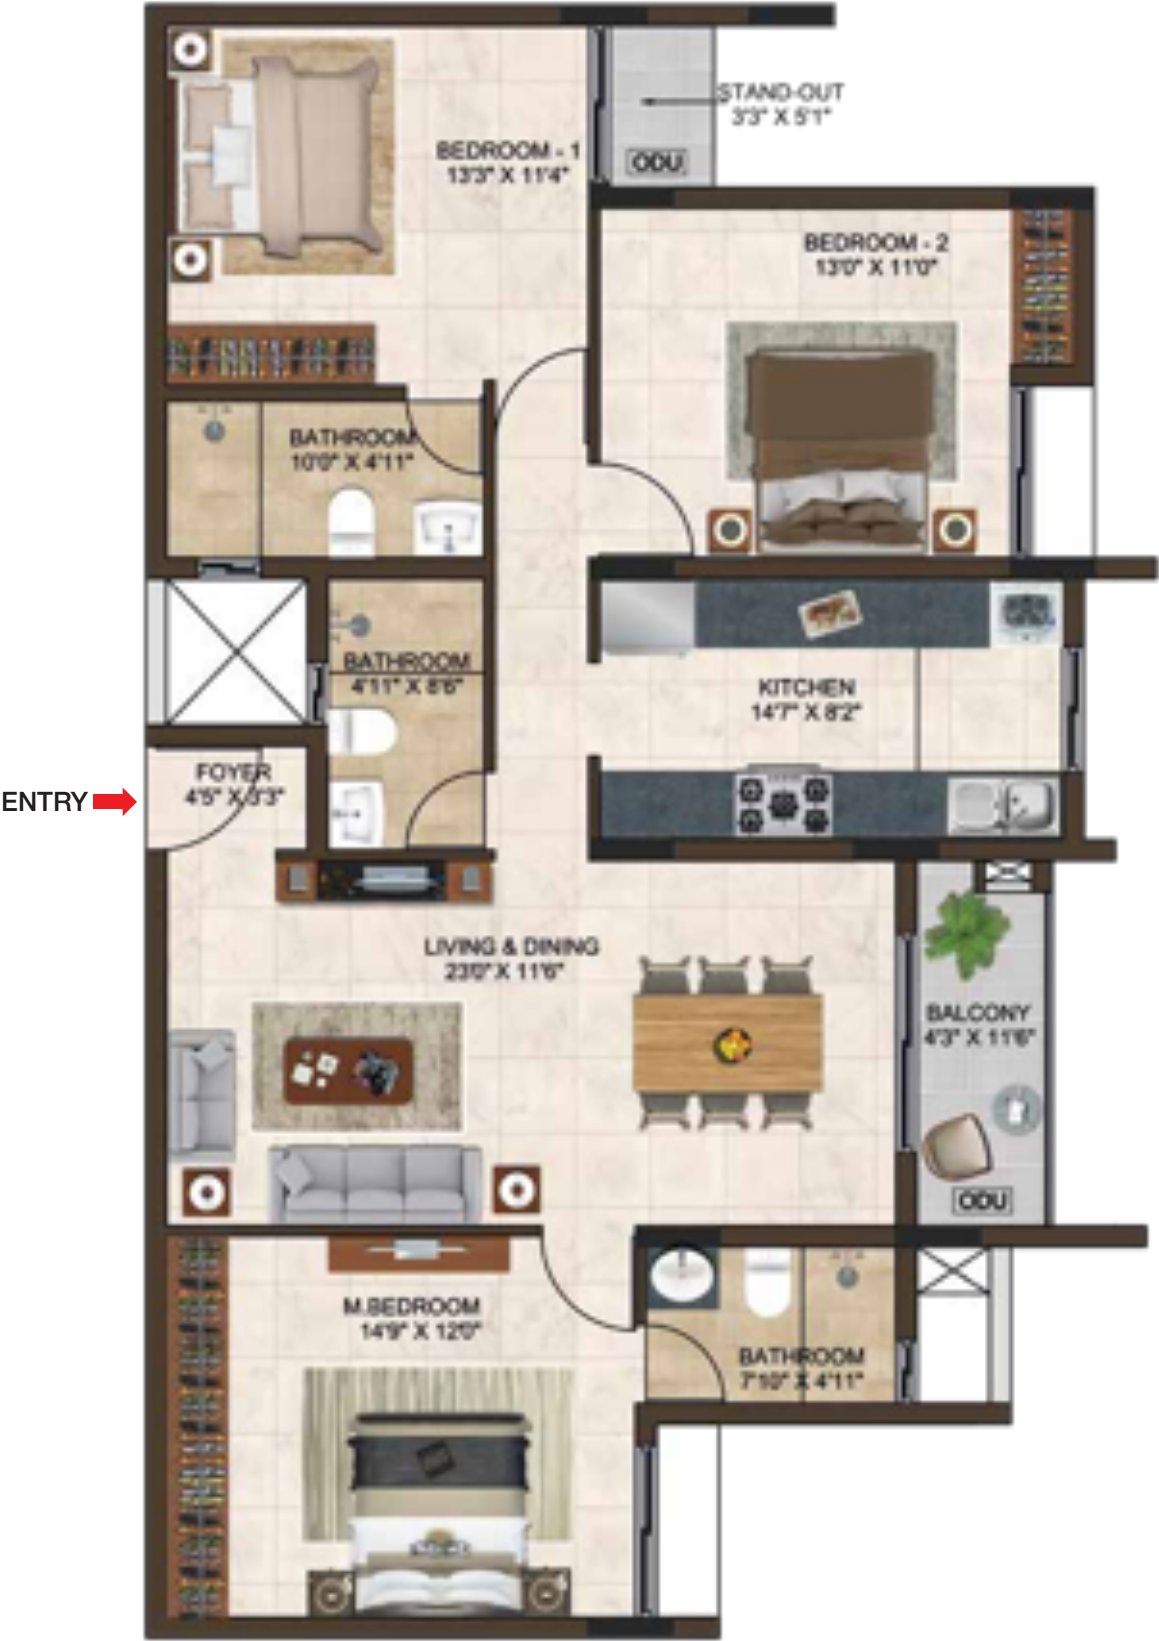 STAND-OUT
3'3" X 5'1"
ODU
BEDROOM - 1
13'3" X 11'4"
BEDROOM - 2
13'0" X 11'0"
BATHROOM
10'0" X 4'11"
BATHROOM
4'11" X 8'6"
KITCHEN
14'7" X 8'2"
FOYER
4'5" X 3'3"
ENTRY
LIVING & DINING
23'0" X 11'6"
BALCONY
4'3" X 11'6"
ODU
M.BEDROOM
14'9" X 12'0"
BATHROOM
7'10" X 4'11"